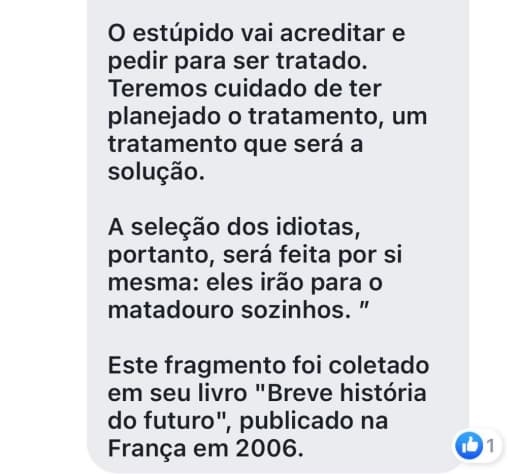 O estúpido vai acreditar e
pedir para ser tratado.
Teremos cuidado de ter
planejado o tratamento, um
tratamento que será a
solução.
A seleção dos idiotas,
portanto, será feita por si
mesma: eles irão para o
matadouro sozinhos. ”
Este fragmento foi coletado
em seu livro "Breve história
do futuro", publicado na
França em 2006.
1